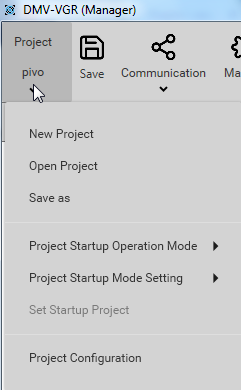 DMV-VGR (Manager)
Project
pivo
Save
Communication
Ma
New Project
Open Project
Save as
Project Startup Operation Mode
Project Startup Mode Setting
Set Startup Project
Project Configuration